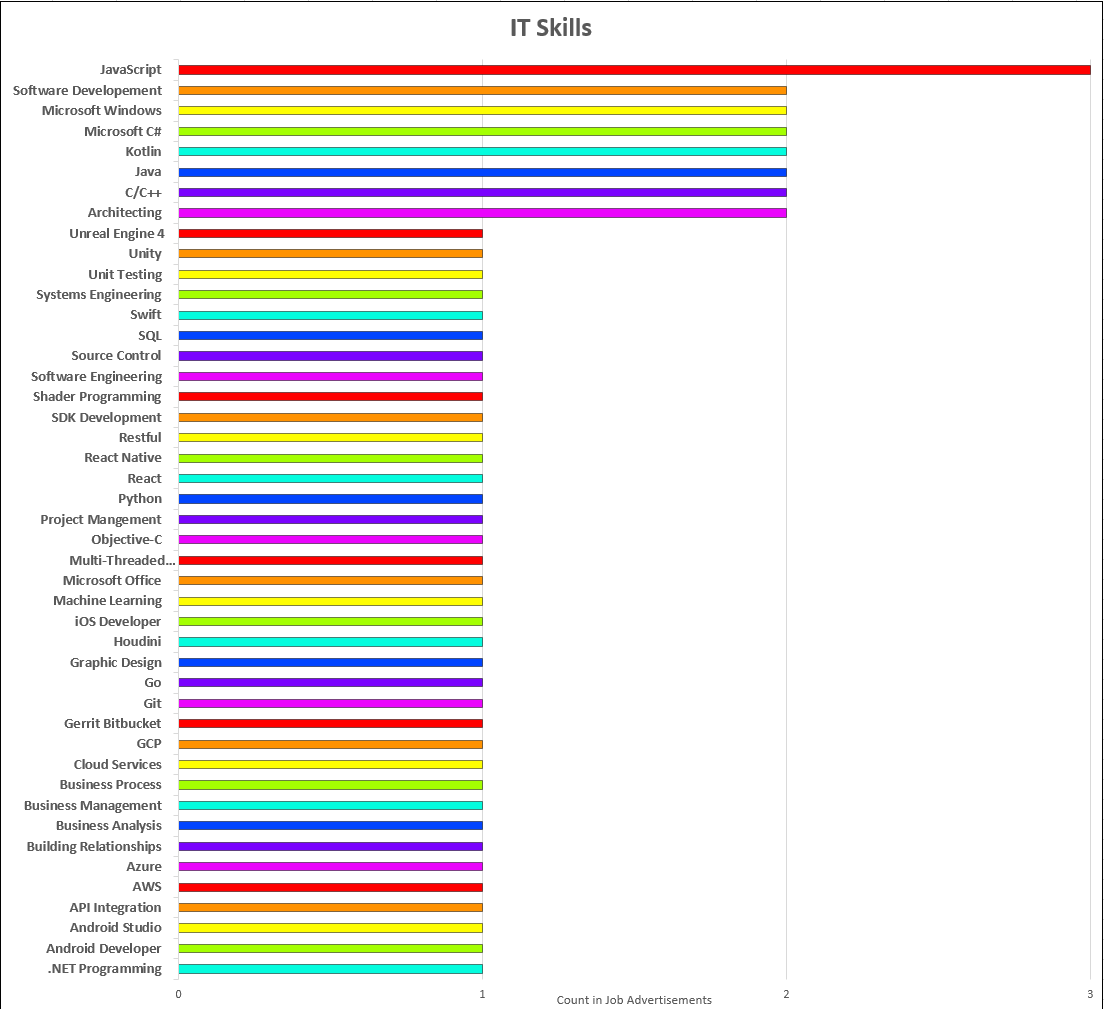 IT Skills
JavaScript
Software Developement
Microsoft Windows
Microsoft C#
Kotlin
Java
C/C++
Architecting
Unreal Engine 4
Unity
Unit Testing
Systems Engineering
Swift
SQL
Source Control
Software Engineering
Shader Programming
SDK Development
Restful
React Native
React
Python
Project Mangement
Objective-C
Multi-Threaded...
Microsoft Office
Machine Learning
iOS Developer
Houdini
Graphic Design
Go
Git
Gerrit Bitbucket
GCP
Cloud Services
Business Process
Business Management
Business Analysis
Building Relationships
Azure
AWS
API Integration
Android Studio
Android Developer
.NET Programming
0 1 2 3
Count in Job Advertisements